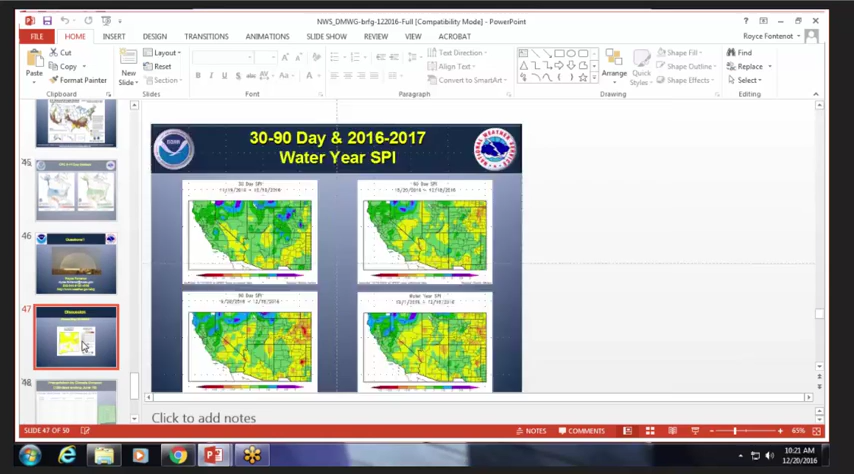 NWS_DMWG-brfg-122016-Full [Compatibility Mode] - PowerPoint
FILE HOME INSERT DESIGN TRANSITIONS ANIMATIONS SLIDE SHOW REVIEW VIEW ACROBAT
Royce Fontenot
Paste
Cut
Copy
Format Painter
Clipboard
New Slide
Layout
Reset
Section
Slides
Font
Text Direction
Align Text
Convert to SmartArt
Paragraph
Arrange
Quick Styles
Shape Fill
Shape Outline
Shape Effects
Drawing
Find
Replace
Select
Editing
45
46
Questions?
47
Discussion
48
30-90 Day & 2016-2017
Water Year SPI
30 Day SPI
90 Day SPI
Water Year SPI
Click to add notes
SLIDE 47 OF 50
NOTES COMMENTS
65%
10:21 AM
12/20/2016